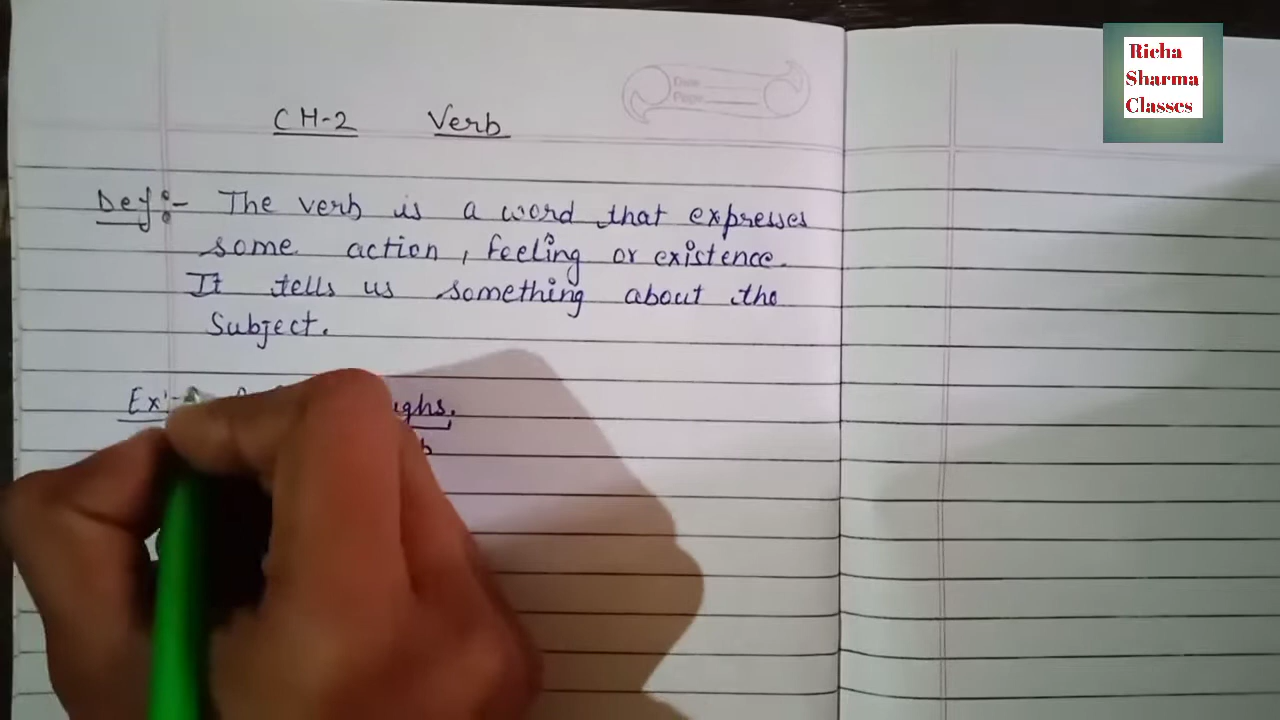 Richa
Sharma
Classes
CH-2 Verb
Def:- The verb is a word that expresses
some action, feeling or existence.
It tells us something about the
Subject.
Ex:-